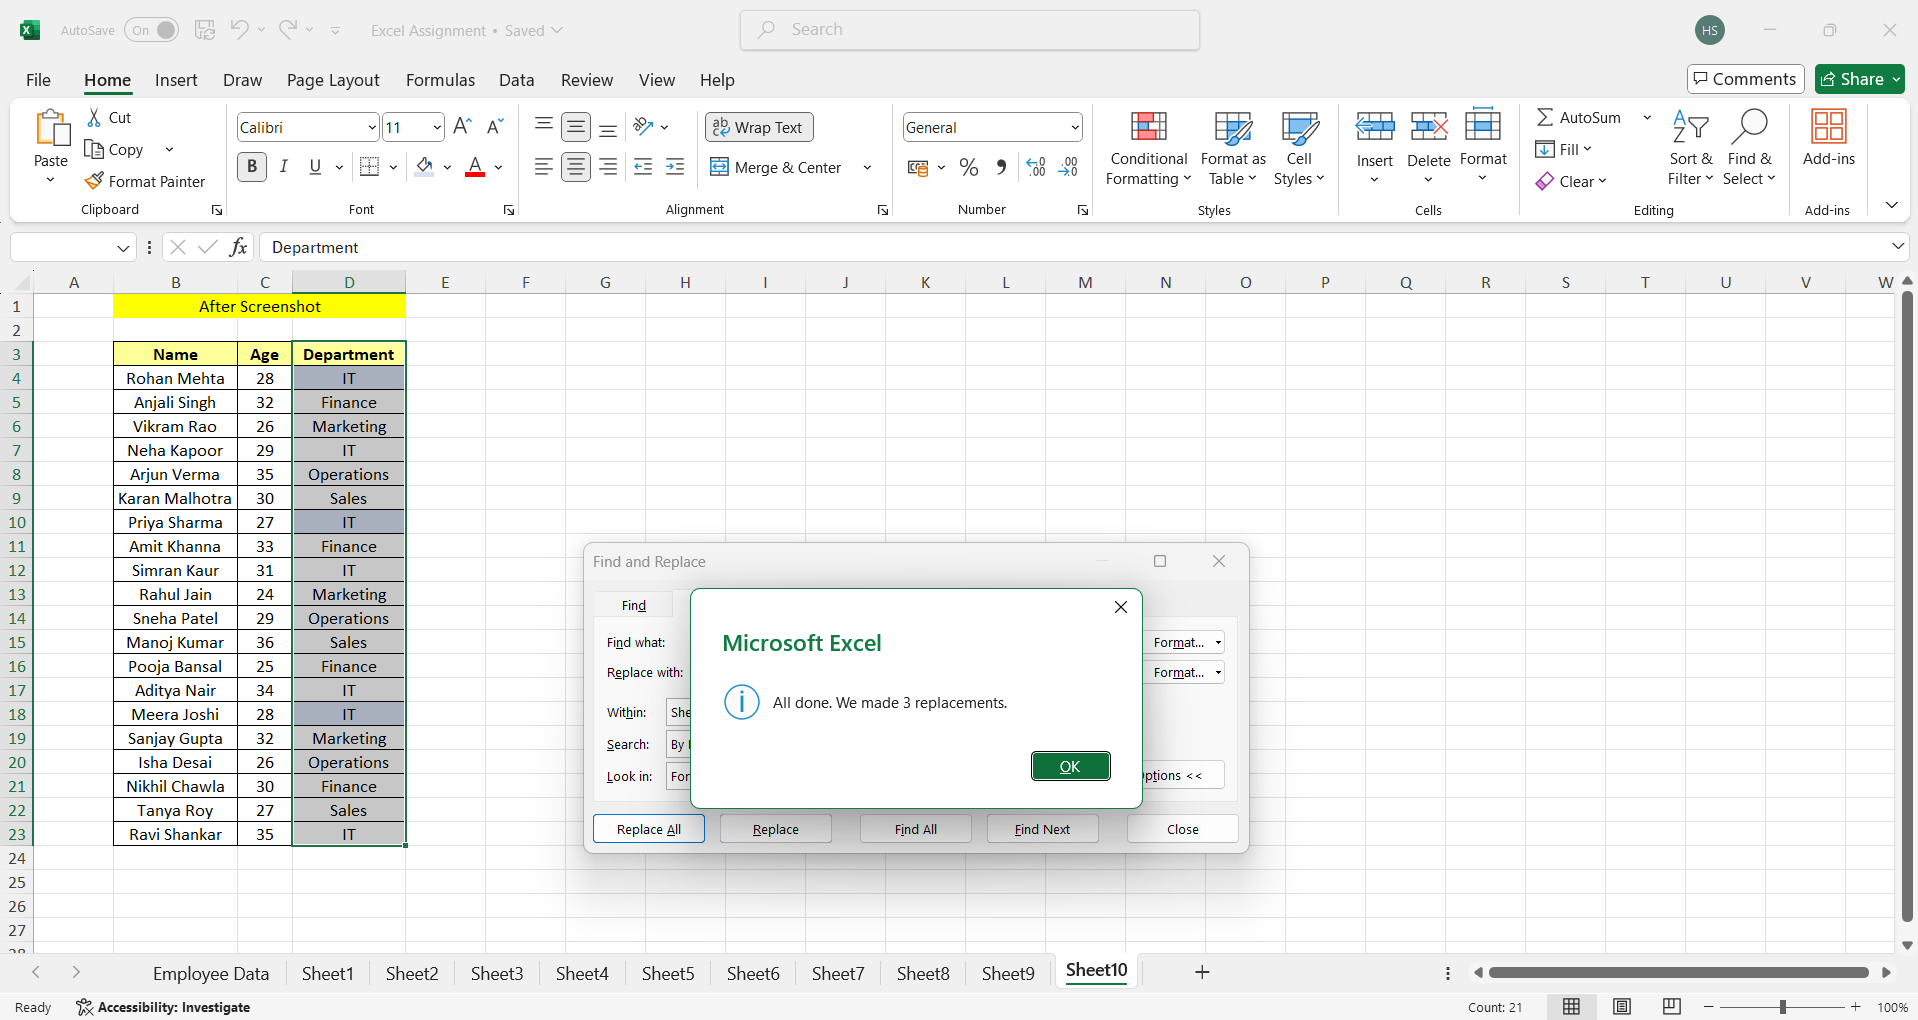 AutoSave On Excel Assignment • Saved Search HS
File Home Insert Draw Page Layout Formulas Data Review View Help Comments Share
Paste Cut Copy Format Painter Clipboard
Calibri 11 B I U A Font
Wrap Text Merge & Center Alignment
General % Number
Conditional Formatting Format as Table Cell Styles Styles
Insert Delete Format Cells
AutoSum Fill Clear Sort & Filter Find & Select Editing
Add-ins Add-ins
fx Department
A B C D E F G H I J K L M N O P Q R S T U V W
1 After Screenshot
2
3 Name Age Department
4 Rohan Mehta 28 IT
5 Anjali Singh 32 Finance
6 Vikram Rao 26 Marketing
7 Neha Kapoor 29 IT
8 Arjun Verma 35 Operations
9 Karan Malhotra 30 Sales
10 Priya Sharma 27 IT
11 Amit Khanna 33 Finance
12 Simran Kaur 31 IT
13 Rahul Jain 24 Marketing
14 Sneha Patel 29 Operations
15 Manoj Kumar 36 Sales
16 Pooja Bansal 25 Finance
17 Aditya Nair 34 IT
18 Meera Joshi 28 IT
19 Sanjay Gupta 32 Marketing
20 Isha Desai 26 Operations
21 Nikhil Chawla 30 Finance
22 Tanya Roy 27 Sales
23 Ravi Shankar 35 IT
24
25
26
27
Find and Replace
Find
Find what: Format...
Replace with: Format...
Within:
Search: By
Look in:
Options <<
Replace All Replace Find All Find Next Close
Microsoft Excel
All done. We made 3 replacements.
OK
Employee Data Sheet1 Sheet2 Sheet3 Sheet4 Sheet5 Sheet6 Sheet7 Sheet8 Sheet9 Sheet10
Ready Accessibility: Investigate Count: 21 100%